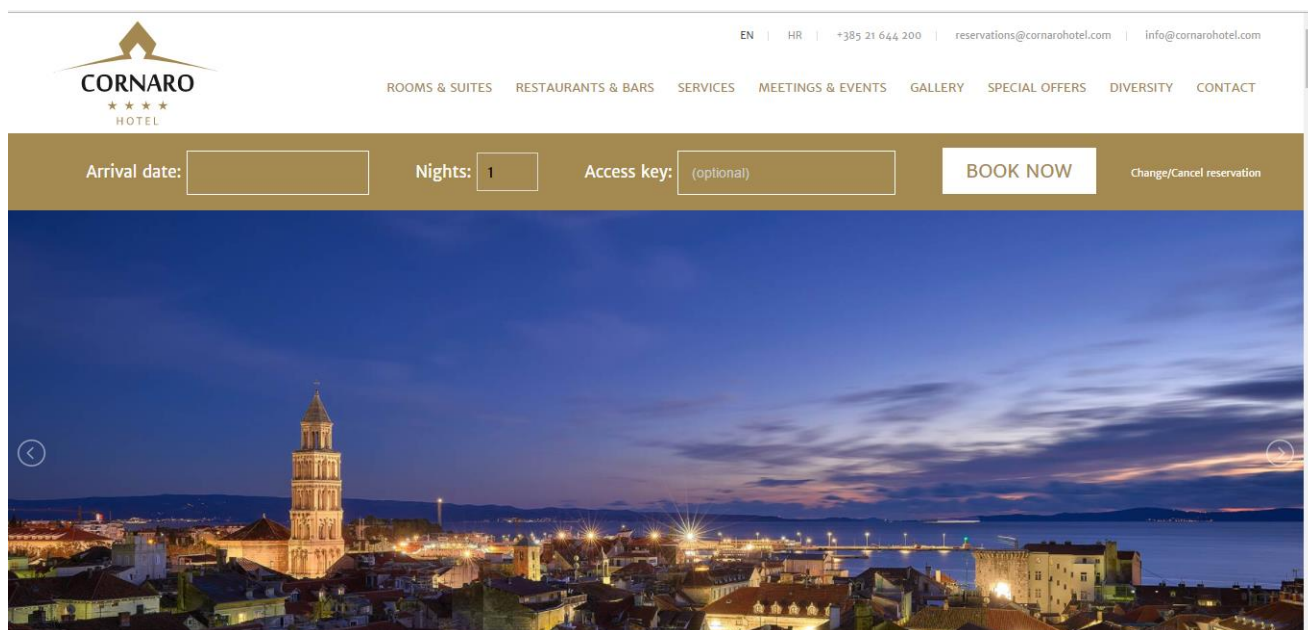 EN | HR | +385 21 644 200 | reservations@cornarohotel.com | info@cornarohotel.com
CORNARO
★ ★ ★ ★
HOTEL
ROOMS & SUITES RESTAURANTS & BARS SERVICES MEETINGS & EVENTS GALLERY SPECIAL OFFERS DIVERSITY CONTACT
Arrival date: Nights: 1 Access key: (optional) BOOK NOW Change/Cancel reservation